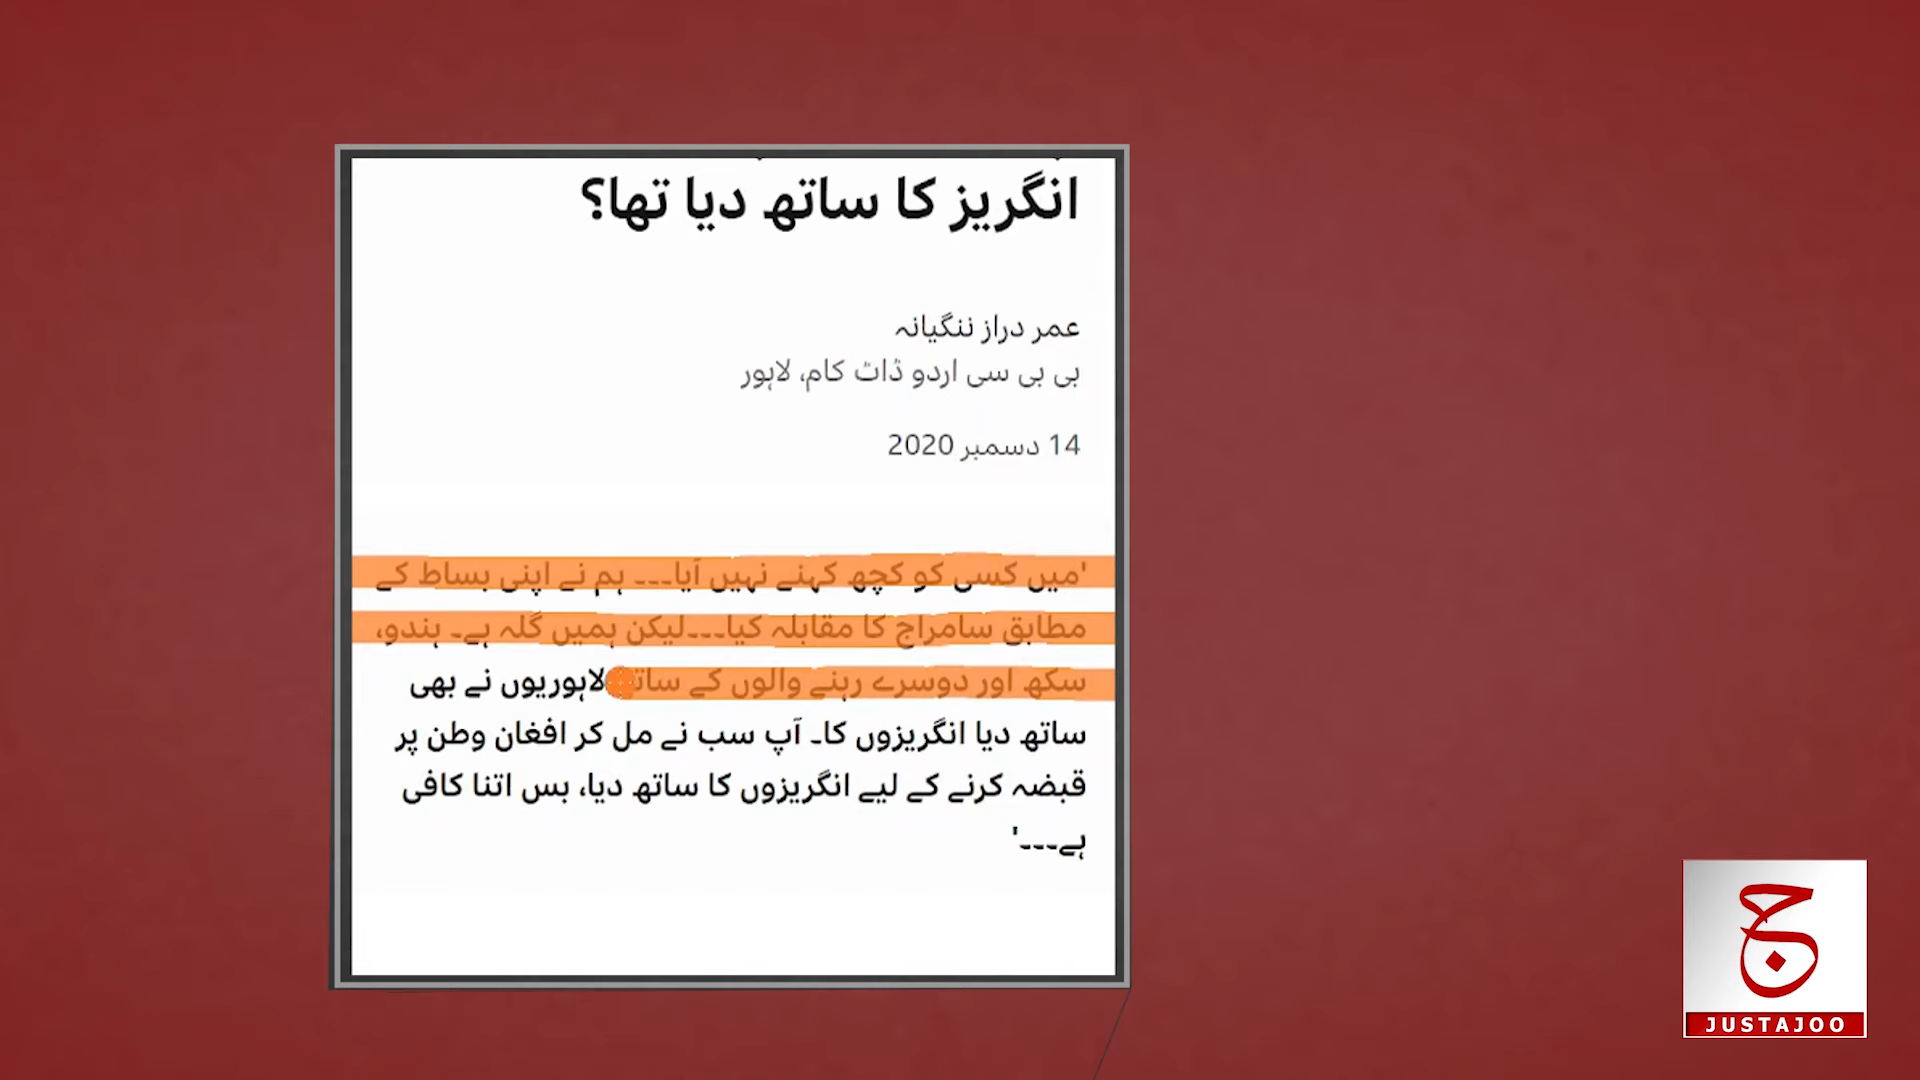 انگریز کا ساتھ دیا تھا؟
عمر دراز ننگیانہ
بی بی سی اردو ڈاٹ کام، لاہور
14 دسمبر 2020
'میں کسی کو کچھ کہنے نہیں آیا۔۔۔ ہم نے اپنی بساط کے
مطابق سامراج کا مقابلہ کیا۔۔۔لیکن ہمیں گلہ ہے۔ ہندو،
سکھ اور دوسرے رہنے والوں کے ساتھ لاہوریوں نے بھی
ساتھ دیا انگریزوں کا۔ آپ سب نے مل کر افغان وطن پر
قبضہ کرنے کے لیے انگریزوں کا ساتھ دیا، بس اتنا کافی
ہے۔۔۔'
ج
JUSTAJOO